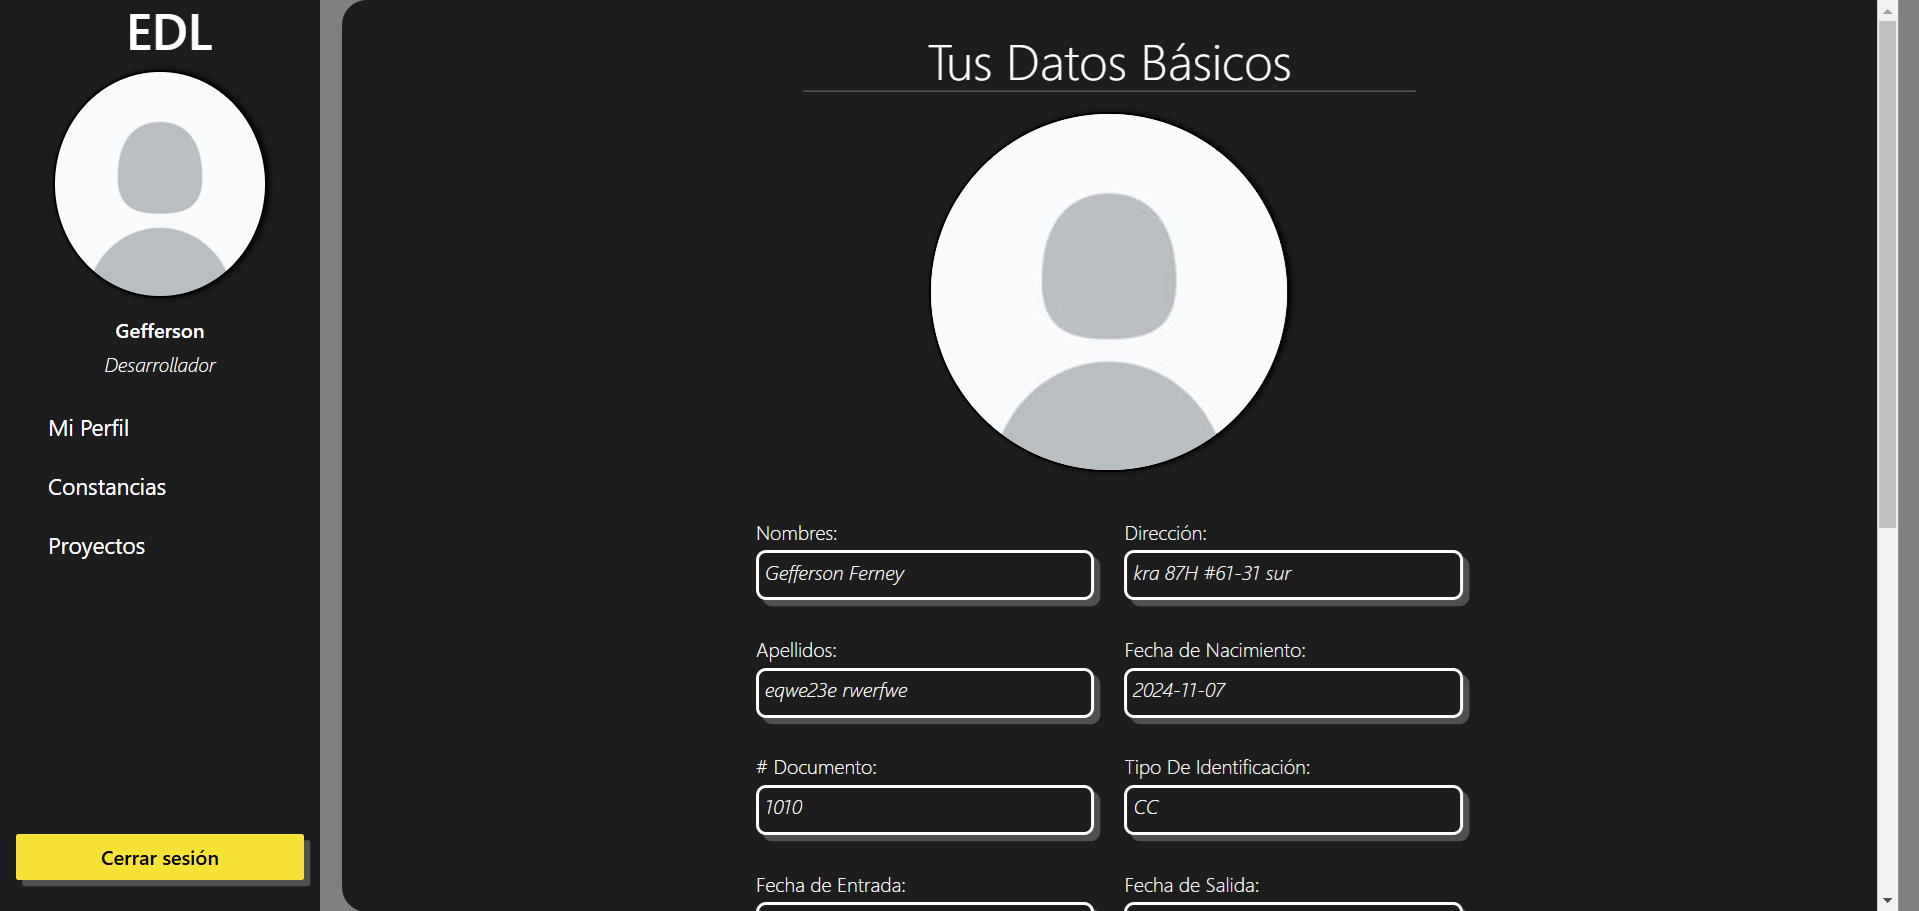 EDL
Gefferson
Desarrollador
Mi Perfil
Constancias
Proyectos
Cerrar sesión
Tus Datos Básicos
Nombres:
Gefferson Ferney
Dirección:
kra 87H #61-31 sur
Apellidos:
eqwe23e rwerfwe
Fecha de Nacimiento:
2024-11-07
# Documento:
1010
Tipo De Identificación:
CC
Fecha de Entrada:
Fecha de Salida: